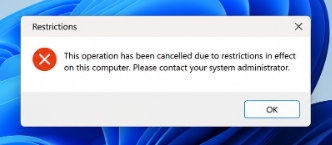 Restrictions
This operation has been cancelled due to restrictions in effect
on this computer. Please contact your system administrator.
OK